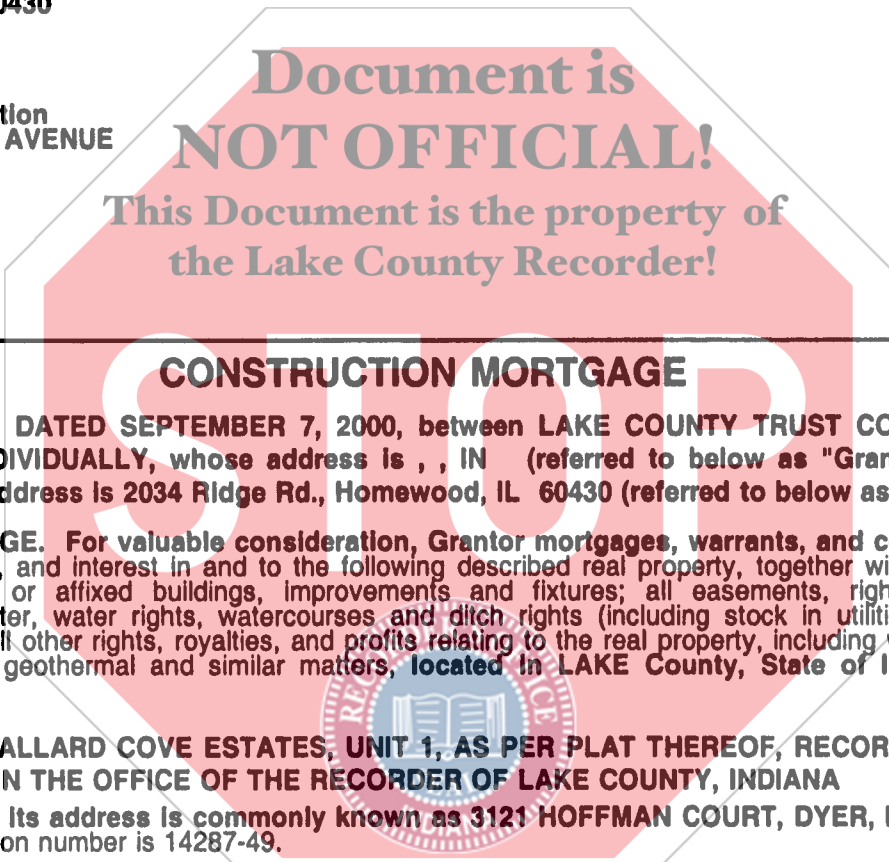 0430
tion
AVENUE
Document is
NOT OFFICIAL!
This Document is the property of
the Lake County Recorder!
STOP
CONSTRUCTION MORTGAGE
DATED SEPTEMBER 7, 2000, between LAKE COUNTY TRUST CO
DIVIDUALLY, whose address is , , IN (referred to below as "Gran
ddress is 2034 Ridge Rd., Homewood, IL 60430 (referred to below as
GE. For valuable consideration, Grantor mortgages, warrants, and c
, and interest in and to the following described real property, together wi
or affixed buildings, improvements and fixtures; all easements, righ
ter, water rights, watercourses and ditch rights (including stock in utiliti
ll other rights, royalties, and profits relating to the real property, including
geothermal and similar matters, located in LAKE County, State of I
ALLARD COVE ESTATES, UNIT 1, AS PER PLAT THEREOF, RECOR
N THE OFFICE OF THE RECORDER OF LAKE COUNTY, INDIANA
Its address is commonly known as 3121 HOFFMAN COURT, DYER, I
on number is 14287-49.
INDIANA